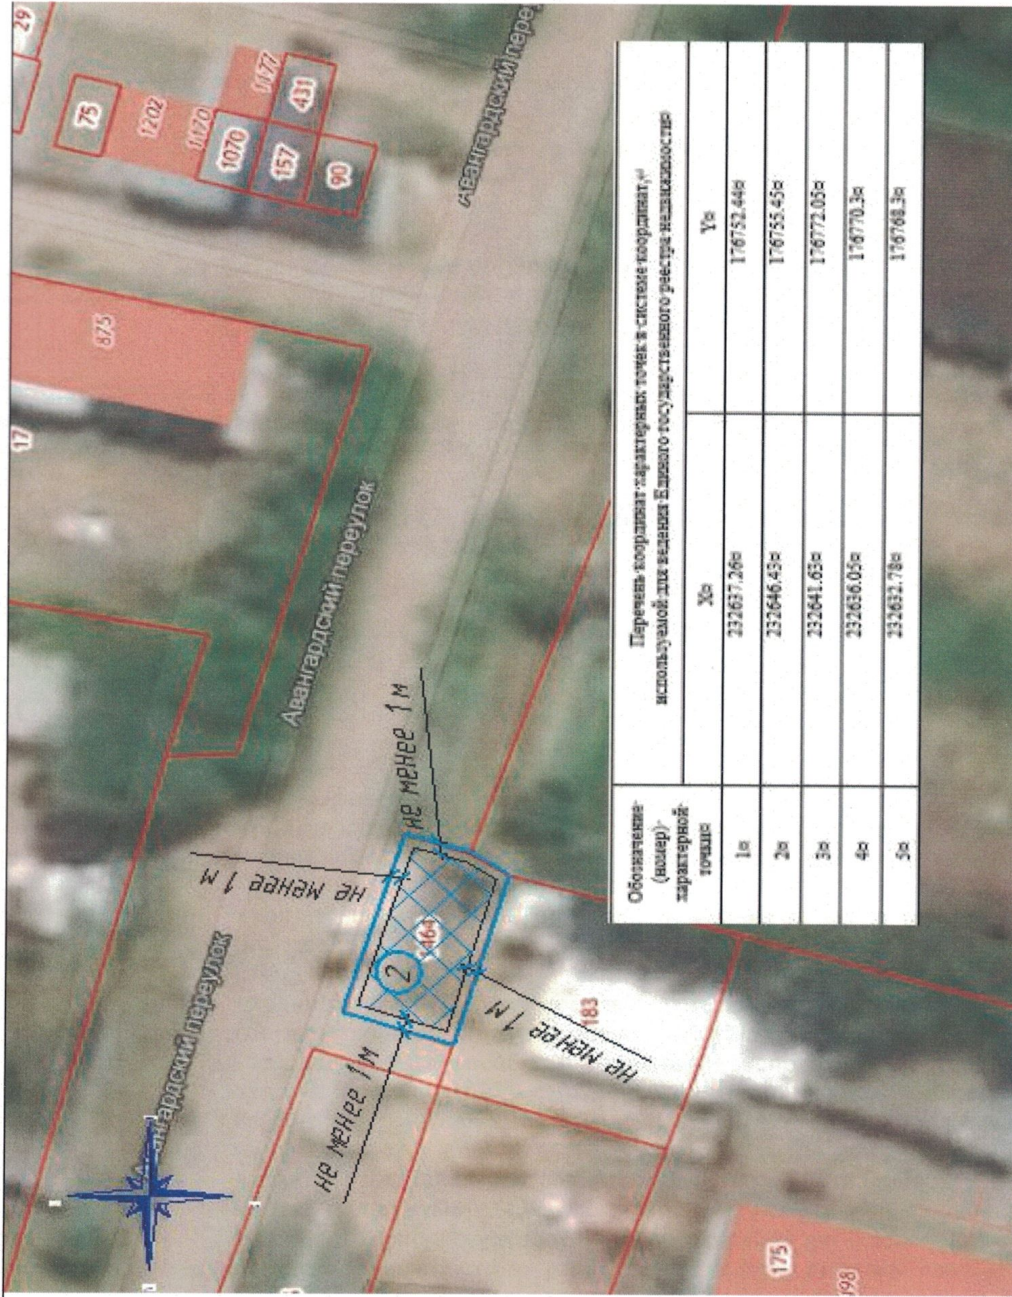 29
75
1202
1170
1177
1070
431
157
90
875
17
Авангардский переулок
Авангардский переулок
переулок
не менее 1 м
не менее 1 м
не менее 1 м
не менее 1 м
2
183
175
Обозначение (номер) характерной точки
Перечень координат характерных точек в системе координат,
используемой для ведения Единого государственного реестра недвижимости
X Y
1 232637.26 176752.44
2 232646.43 176755.45
3 232641.63 176772.05
4 232636.05 176770.3
5 232632.78 176768.3